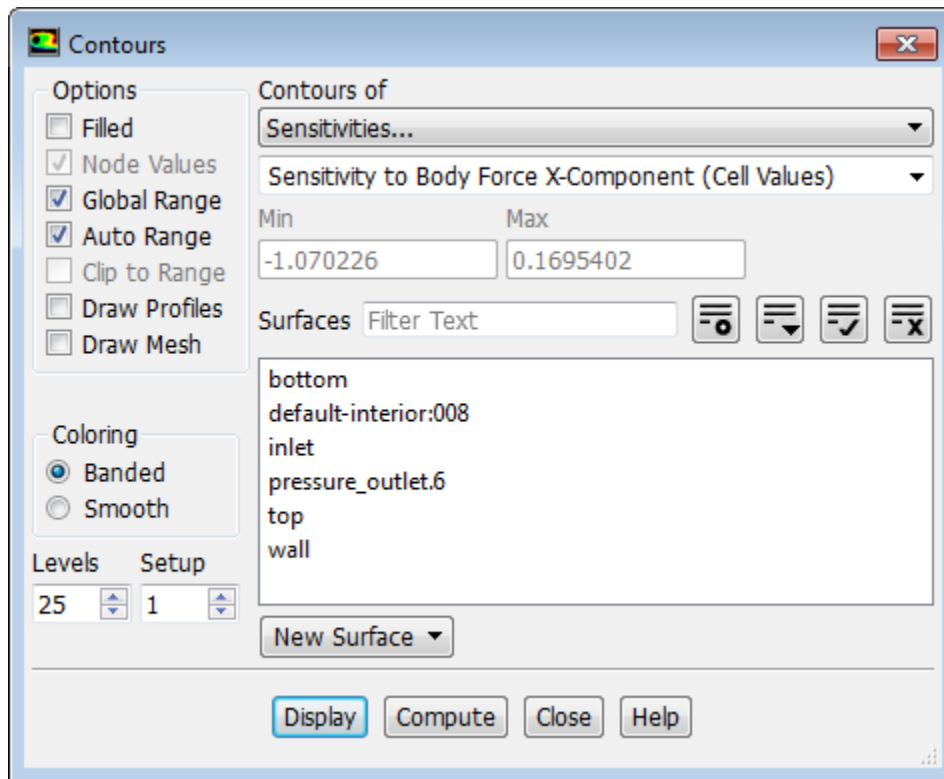 Contours
Options
Filled
Node Values
Global Range
Auto Range
Clip to Range
Draw Profiles
Draw Mesh
Coloring
Banded
Smooth
Levels Setup
25 1
Contours of
Sensitivities...
Sensitivity to Body Force X-Component (Cell Values)
Min Max
-1.070226 0.1695402
Surfaces Filter Text
bottom
default-interior:008
inlet
pressure_outlet.6
top
wall
New Surface
Display Compute Close Help